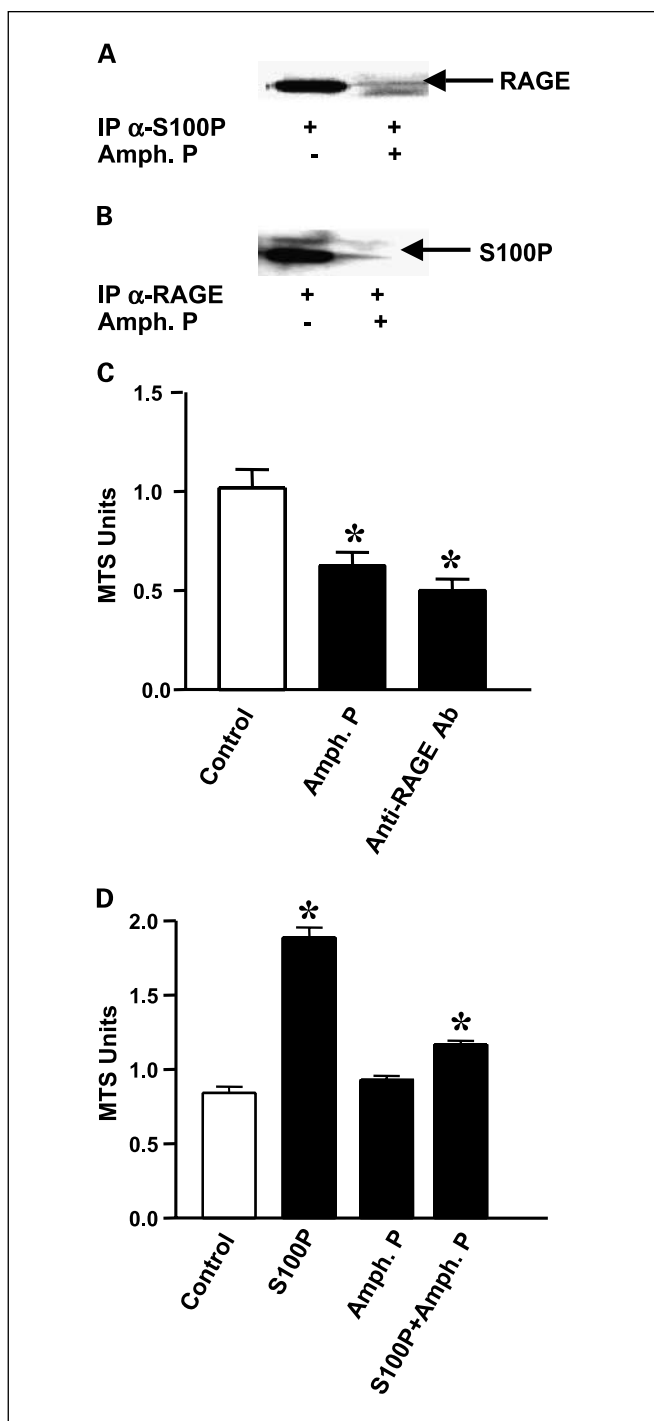 A
RAGE
IP α-S100P + +
Amph. P - +
B
S100P
IP α-RAGE + +
Amph. P - +
C
1.5
1.0
0.5
0.0
MTS Units
* *
Control
Amph. P
Anti-RAGE Ab
D
2.0
1.5
1.0
0.5
0.0
MTS Units
* *
Control
S100P
Amph. P
S100P+Amph. P